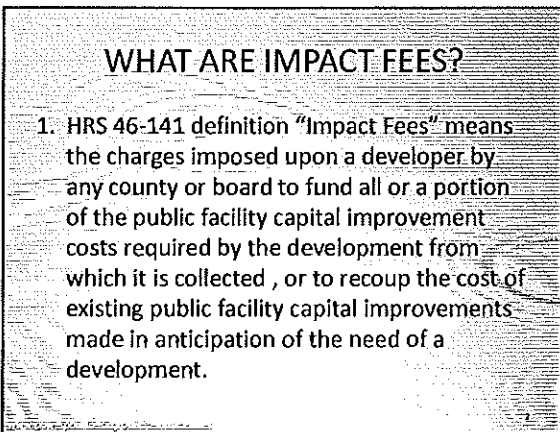 WHAT ARE IMPACT FEES?
1. HRS 46-141 definition “Impact Fees” means
the charges imposed upon a developer by
any county or board to fund all or a portion
of the public facility capital improvement
costs required by the development from
which it is collected , or to recoup the cost of
existing public facility capital improvements
made in anticipation of the need of a
development.